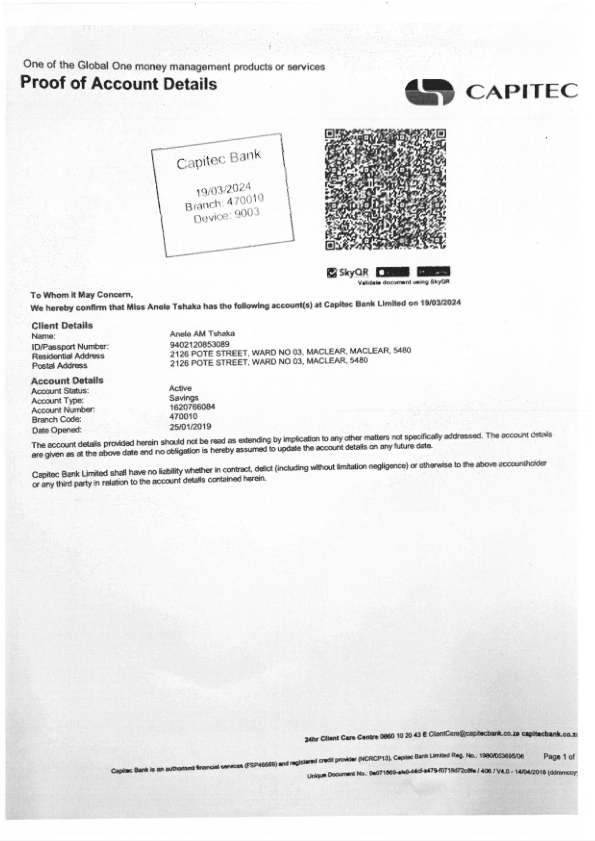 One of the Global One money management products or services
Proof of Account Details
CAPITEC
Capitec Bank
19/03/2024
Branch: 470010
Device: 9003
SkyQR
Validate document using SkyQR
To Whom it May Concern,
We hereby confirm that Miss Anele Tshaka has the following account(s) at Capitec Bank Limited on 19/03/2024
Client Details
Name: Anele AM Tshaka
ID/Passport Number: 9402120853089
Residential Address 2126 POTE STREET, WARD NO 03, MACLEAR, MACLEAR, 5480
Postal Address 2126 POTE STREET, WARD NO 03, MACLEAR, 5480
Account Details
Account Status: Active
Account Type: Savings
Account Number: 1620766084
Branch Code: 470010
Date Opened: 25/01/2019
The account details provided herein should not be read as extending by implication to any other matters not specifically addressed. The account details
are given as at the above date and no obligation is hereby assumed to update the account details on any future date.
Capitec Bank Limited shall have no liability whether in contract, delict (including without limitation negligence) or otherwise to the above accountholder
or any third party in relation to the account details contained herein.
24hr Client Care Centre 0860 10 20 43 E ClientCare@capitecbank.co.za capitecbank.co.z
Capitec Bank is an authorised financial services (FSP46669) and registered credit provider (NCRCP13). Capitec Bank Limited Reg. No.: 1980/003695/06 Page 1 of
Unique Document No.: / 406 / V4.0 - 14/04/2018 (ddmmccyy